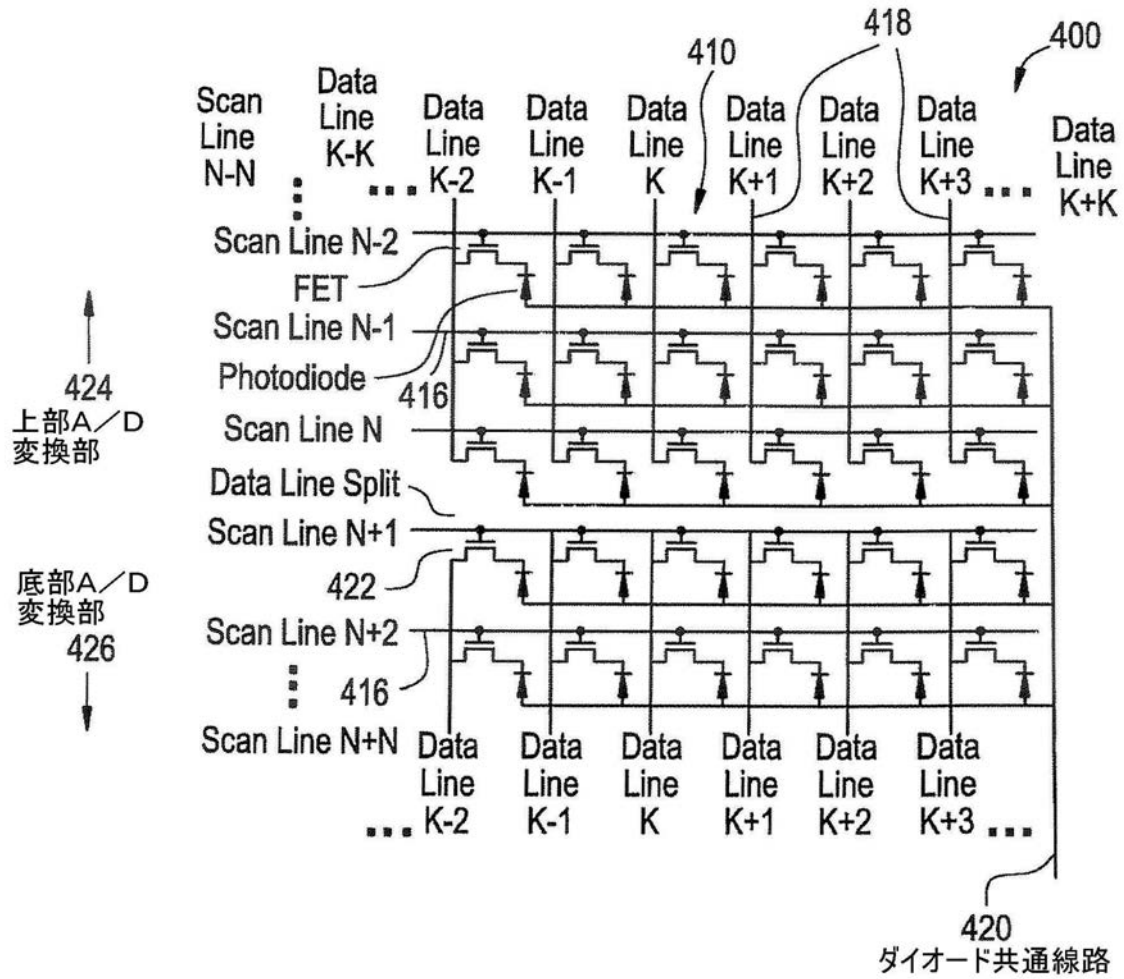 418
400
410
Scan
Line
N-N
Data
Line
K-K
Data
Line
K-2
Data
Line
K-1
Data
Line
K
Data
Line
K+1
Data
Line
K+2
Data
Line
K+3
Data
Line
K+K
Scan Line N-2
FET
Scan Line N-1
Photodiode
416
424
上部A/D
変換部
Scan Line N
Data Line Split
Scan Line N+1
422
底部A/D
変換部
426
Scan Line N+2
416
Scan Line N+N
Data
Line
K-2
Data
Line
K-1
Data
Line
K
Data
Line
K+1
Data
Line
K+2
Data
Line
K+3
420
ダイオード共通線路